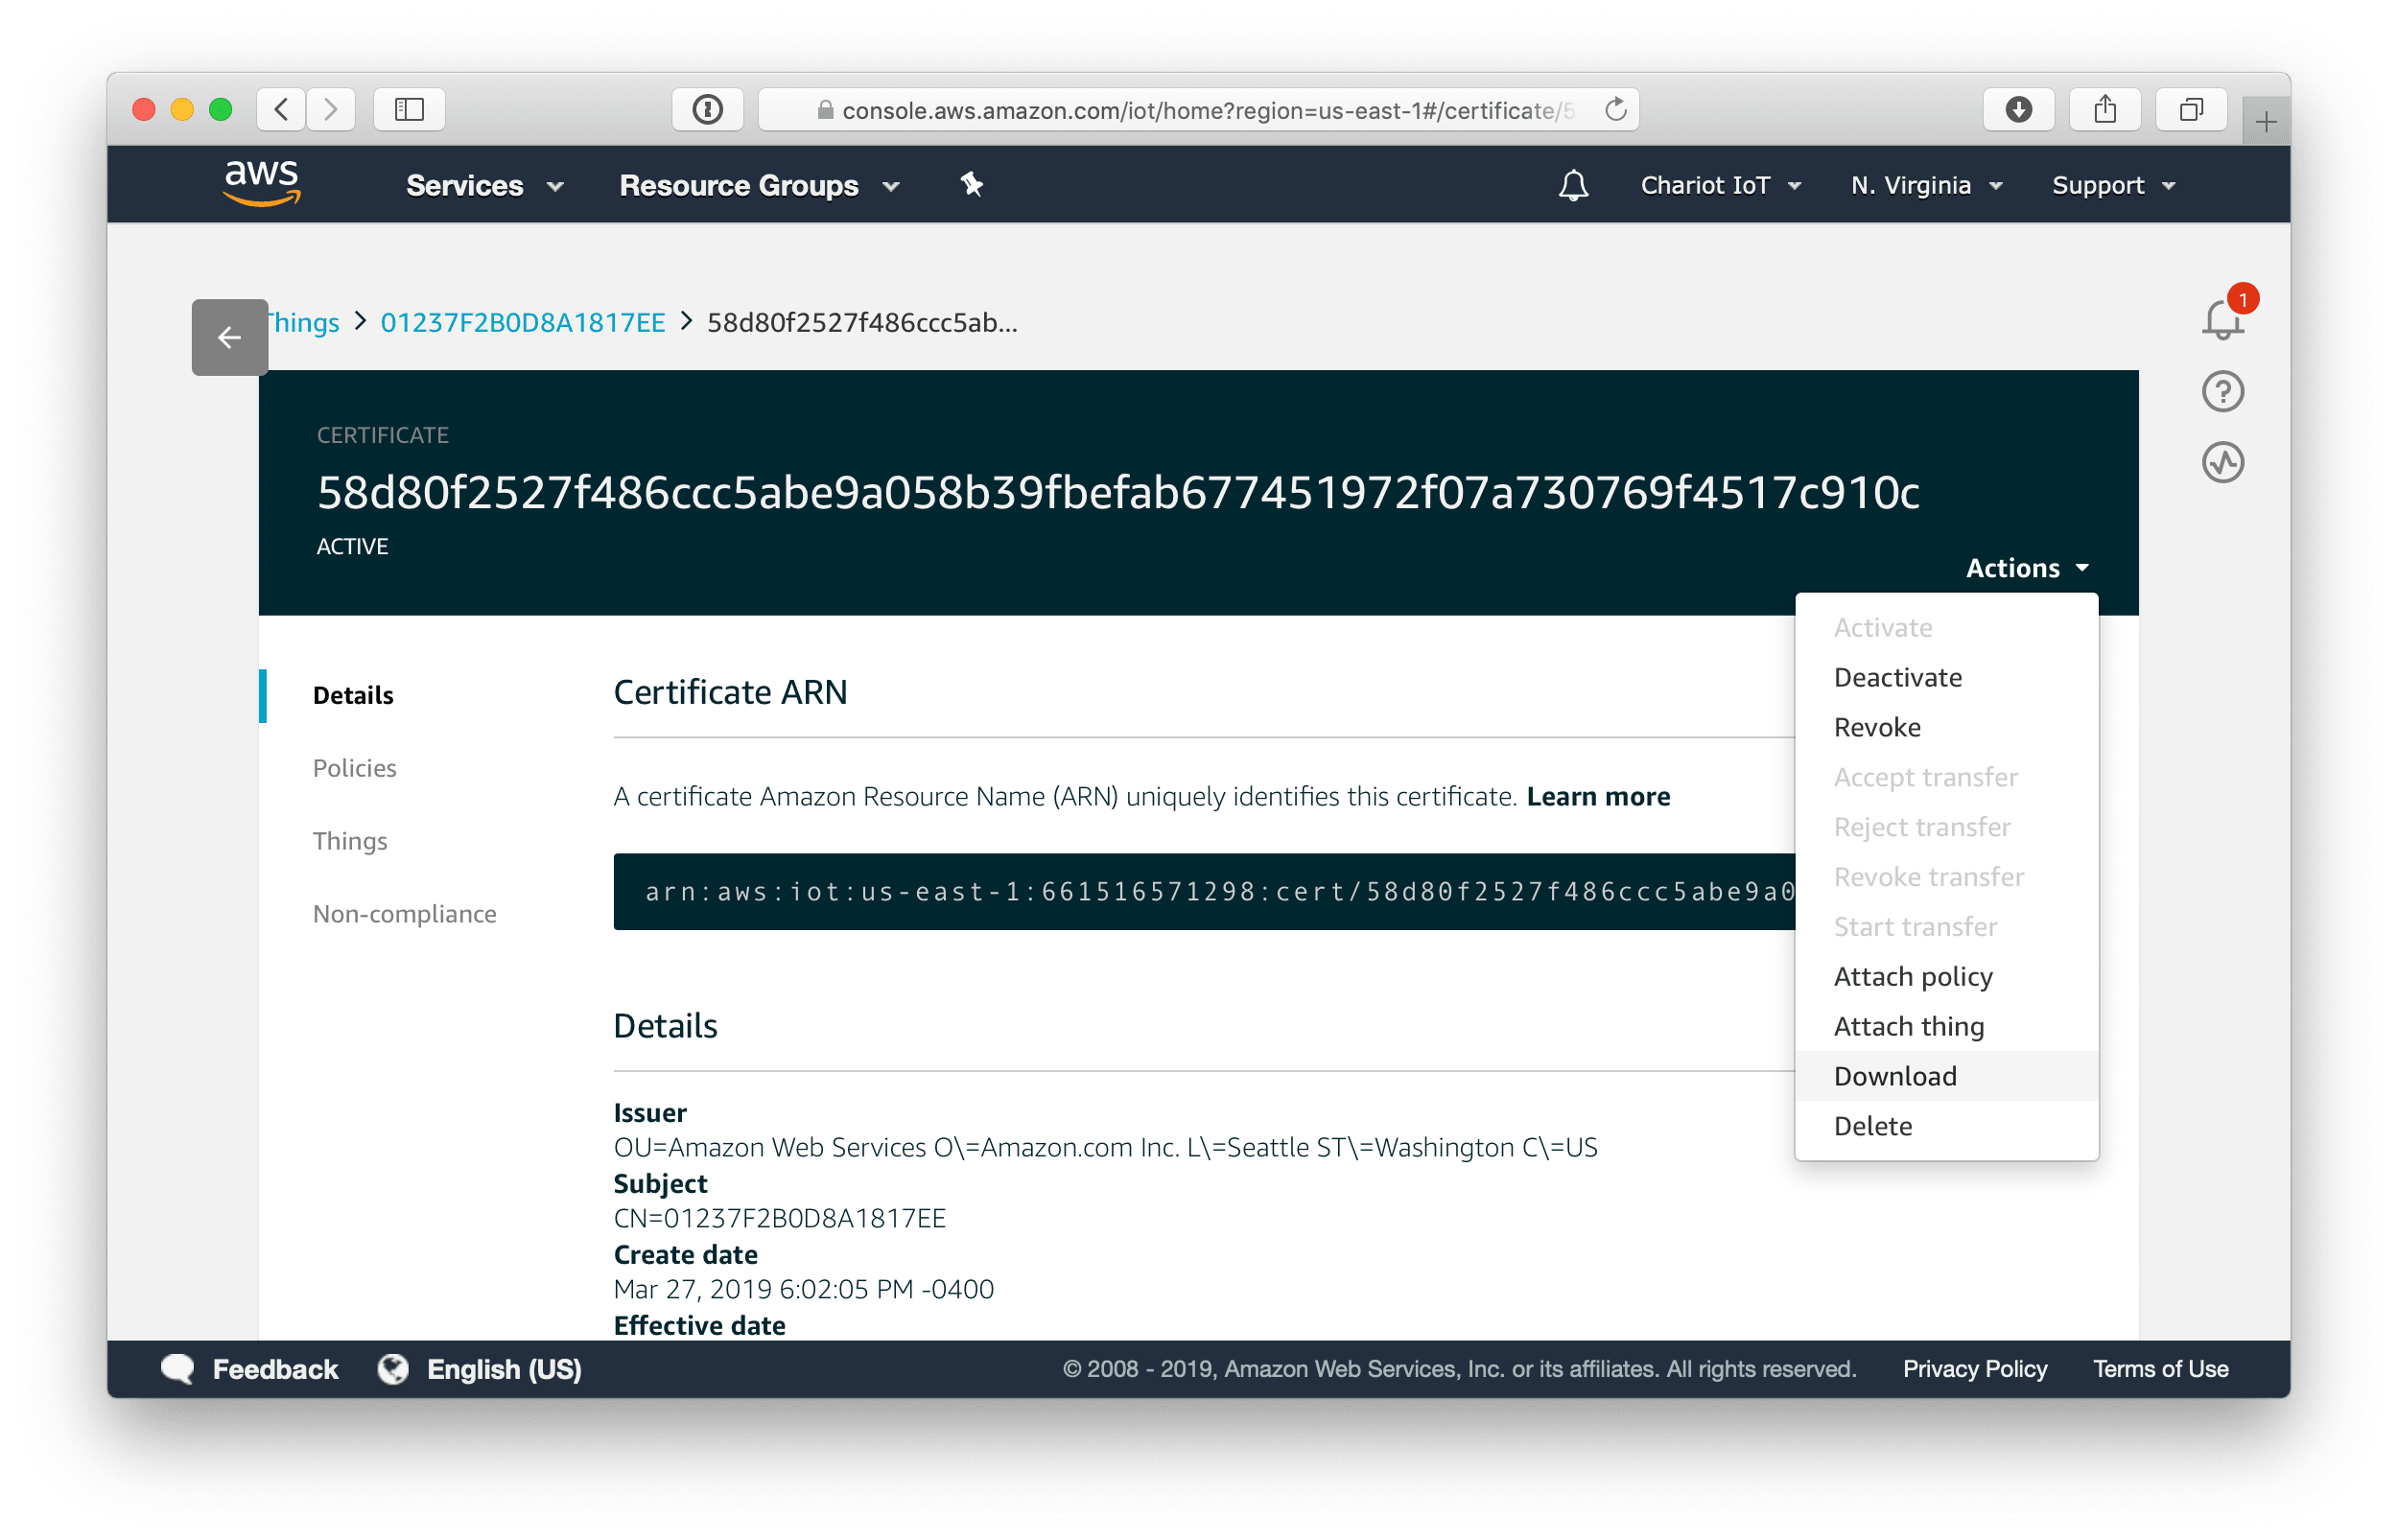 console.aws.amazon.com/iot/home?region=us-east-1#/certificate/5
aws Services Resource Groups Chariot IoT N. Virginia Support
Things > 01237F2B0D8A1817EE > 58d80f2527f486ccc5ab...
1
CERTIFICATE
58d80f2527f486ccc5abe9a058b39fbefab677451972f07a730769f4517c910c
ACTIVE
Actions
Activate
Deactivate
Revoke
Accept transfer
Reject transfer
Revoke transfer
Start transfer
Attach policy
Attach thing
Download
Delete
Details
Policies
Things
Non-compliance
Certificate ARN
A certificate Amazon Resource Name (ARN) uniquely identifies this certificate. Learn more
arn:aws:iot:us-east-1:661516571298:cert/58d80f2527f486ccc5abe9a0
Details
Issuer
OU=Amazon Web Services O\=Amazon.com Inc. L\=Seattle ST\=Washington C\=US
Subject
CN=01237F2B0D8A1817EE
Create date
Mar 27, 2019 6:02:05 PM -0400
Effective date
Feedback English (US) © 2008 - 2019, Amazon Web Services, Inc. or its affiliates. All rights reserved. Privacy Policy Terms of Use